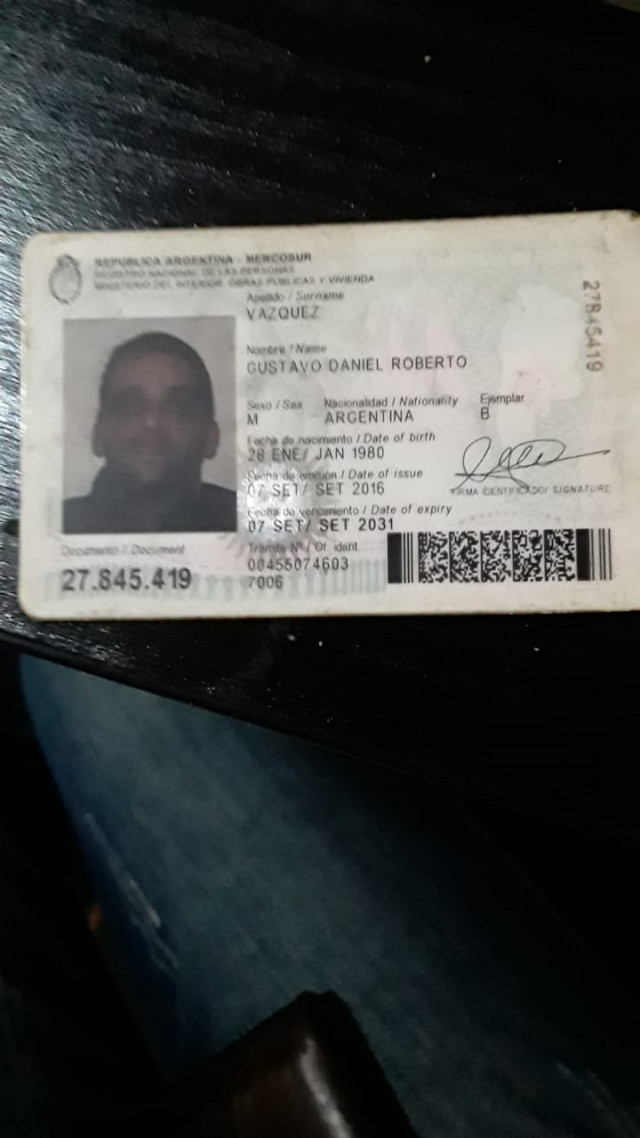 REPUBLICA ARGENTINA - MERCOSUR
REGISTRO NACIONAL DE LAS PERSONAS
MINISTERIO DEL INTERIOR, OBRAS PUBLICAS Y VIVIENDA
Apellido / Surname
VAZQUEZ
Nombre / Name
GUSTAVO DANIEL ROBERTO
Sexo / Sex Nacionalidad / Nationality Ejemplar
M ARGENTINA B
Fecha de nacimiento / Date of birth
28 ENE/ JAN 1980
Fecha de emisión / Date of issue
07 SET/ SET 2016
FIRMA IDENTIFICADO/ SIGNATURE
Fecha de vencimiento / Date of expiry
07 SET/ SET 2031
Documento / Document
27.845.419
Trámite Nº / Of. ident.
00455074603
7006
27845419